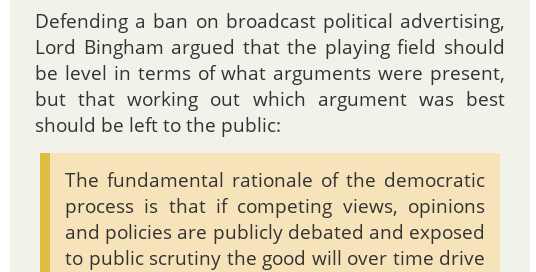 Defending a ban on broadcast political advertising,
Lord Bingham argued that the playing field should
be level in terms of what arguments were present,
but that working out which argument was best
should be left to the public:
The fundamental rationale of the democratic
process is that if competing views, opinions
and policies are publicly debated and exposed
to public scrutiny the good will over time drive